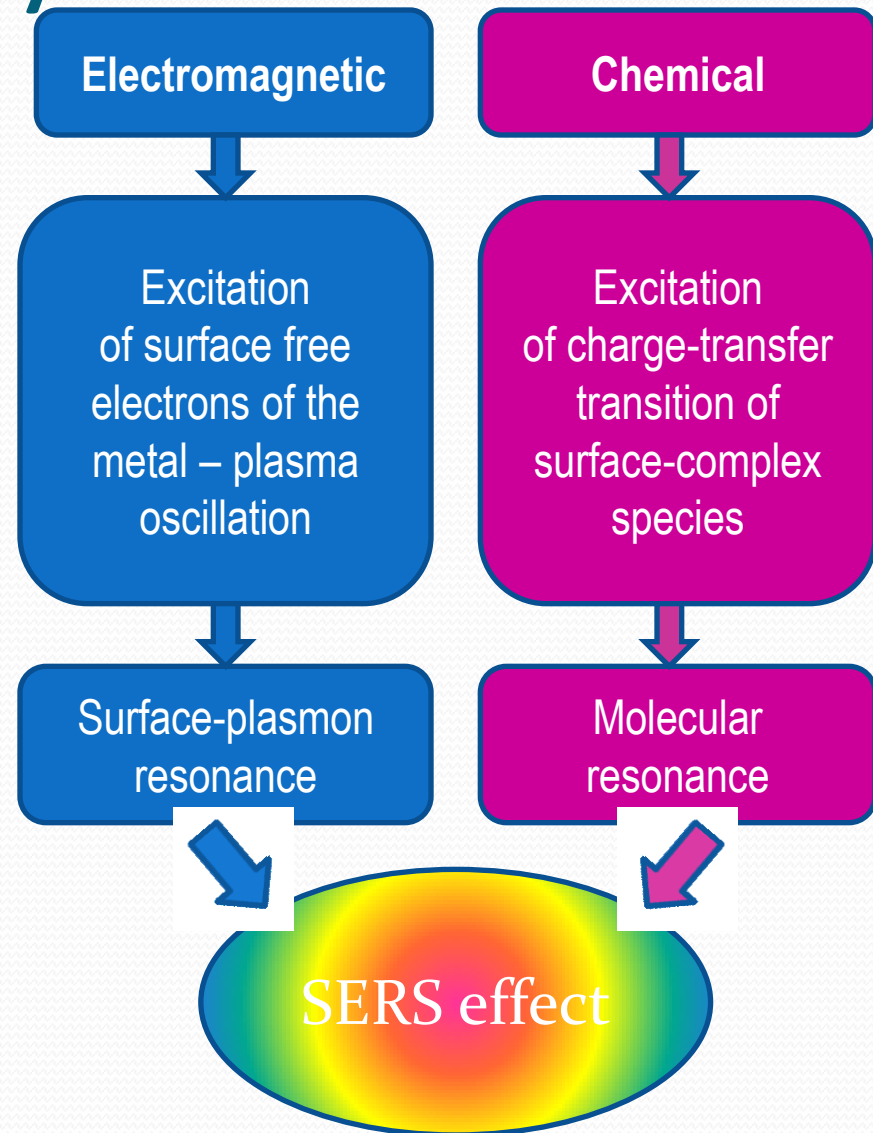 Electromagnetic
Chemical
Excitation
of surface free
electrons of the
metal – plasma
oscillation
Excitation
of charge-transfer
transition of
surface-complex
species
Surface-plasmon
resonance
Molecular
resonance
SERS effect